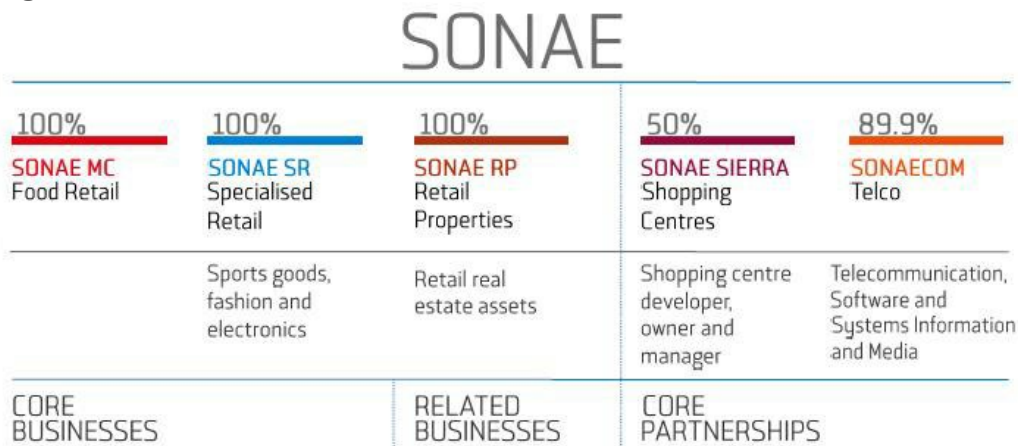 SONAE
100%
SONAE MC
Food Retail
100%
SONAE SR
Specialised
Retail
Sports goods,
fashion and
electronics
100%
SONAE RP
Retail
Properties
Retail real
estate assets
50%
SONAE SIERRA
Shopping
Centres
Shopping centre
developer,
owner and
manager
89.9%
SONAECOM
Telco
Telecommunication,
Software and
Systems Information
and Media
CORE
BUSINESSES
RELATED
BUSINESSES
CORE
PARTNERSHIPS